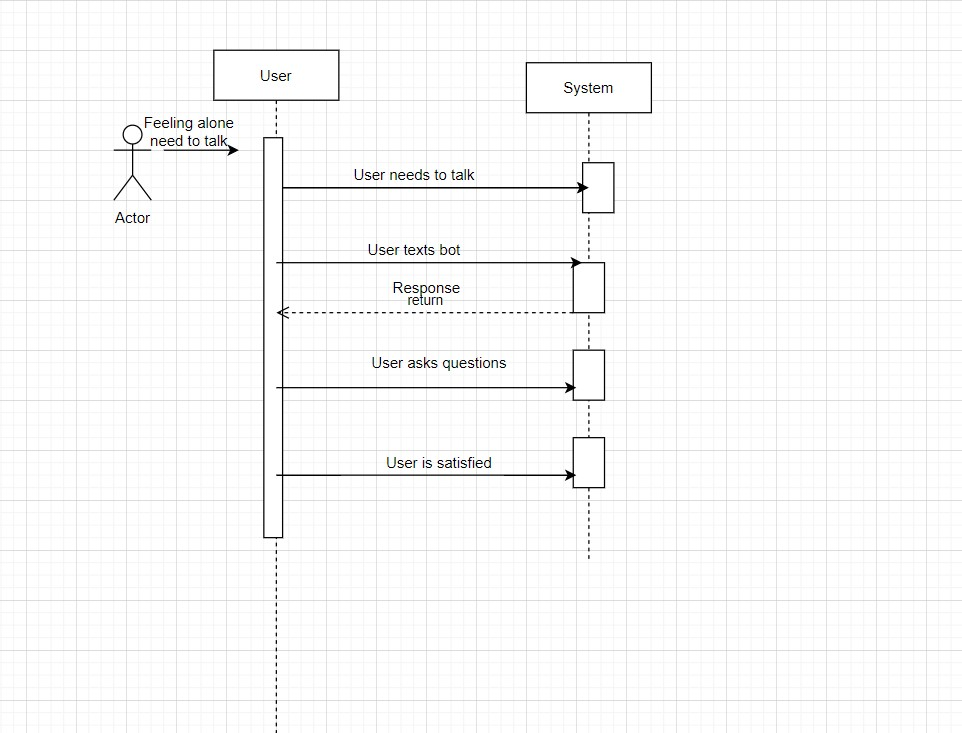 User
System
Feeling alone
need to talk
Actor
User needs to talk
User texts bot
Response
return
User asks questions
User is satisfied